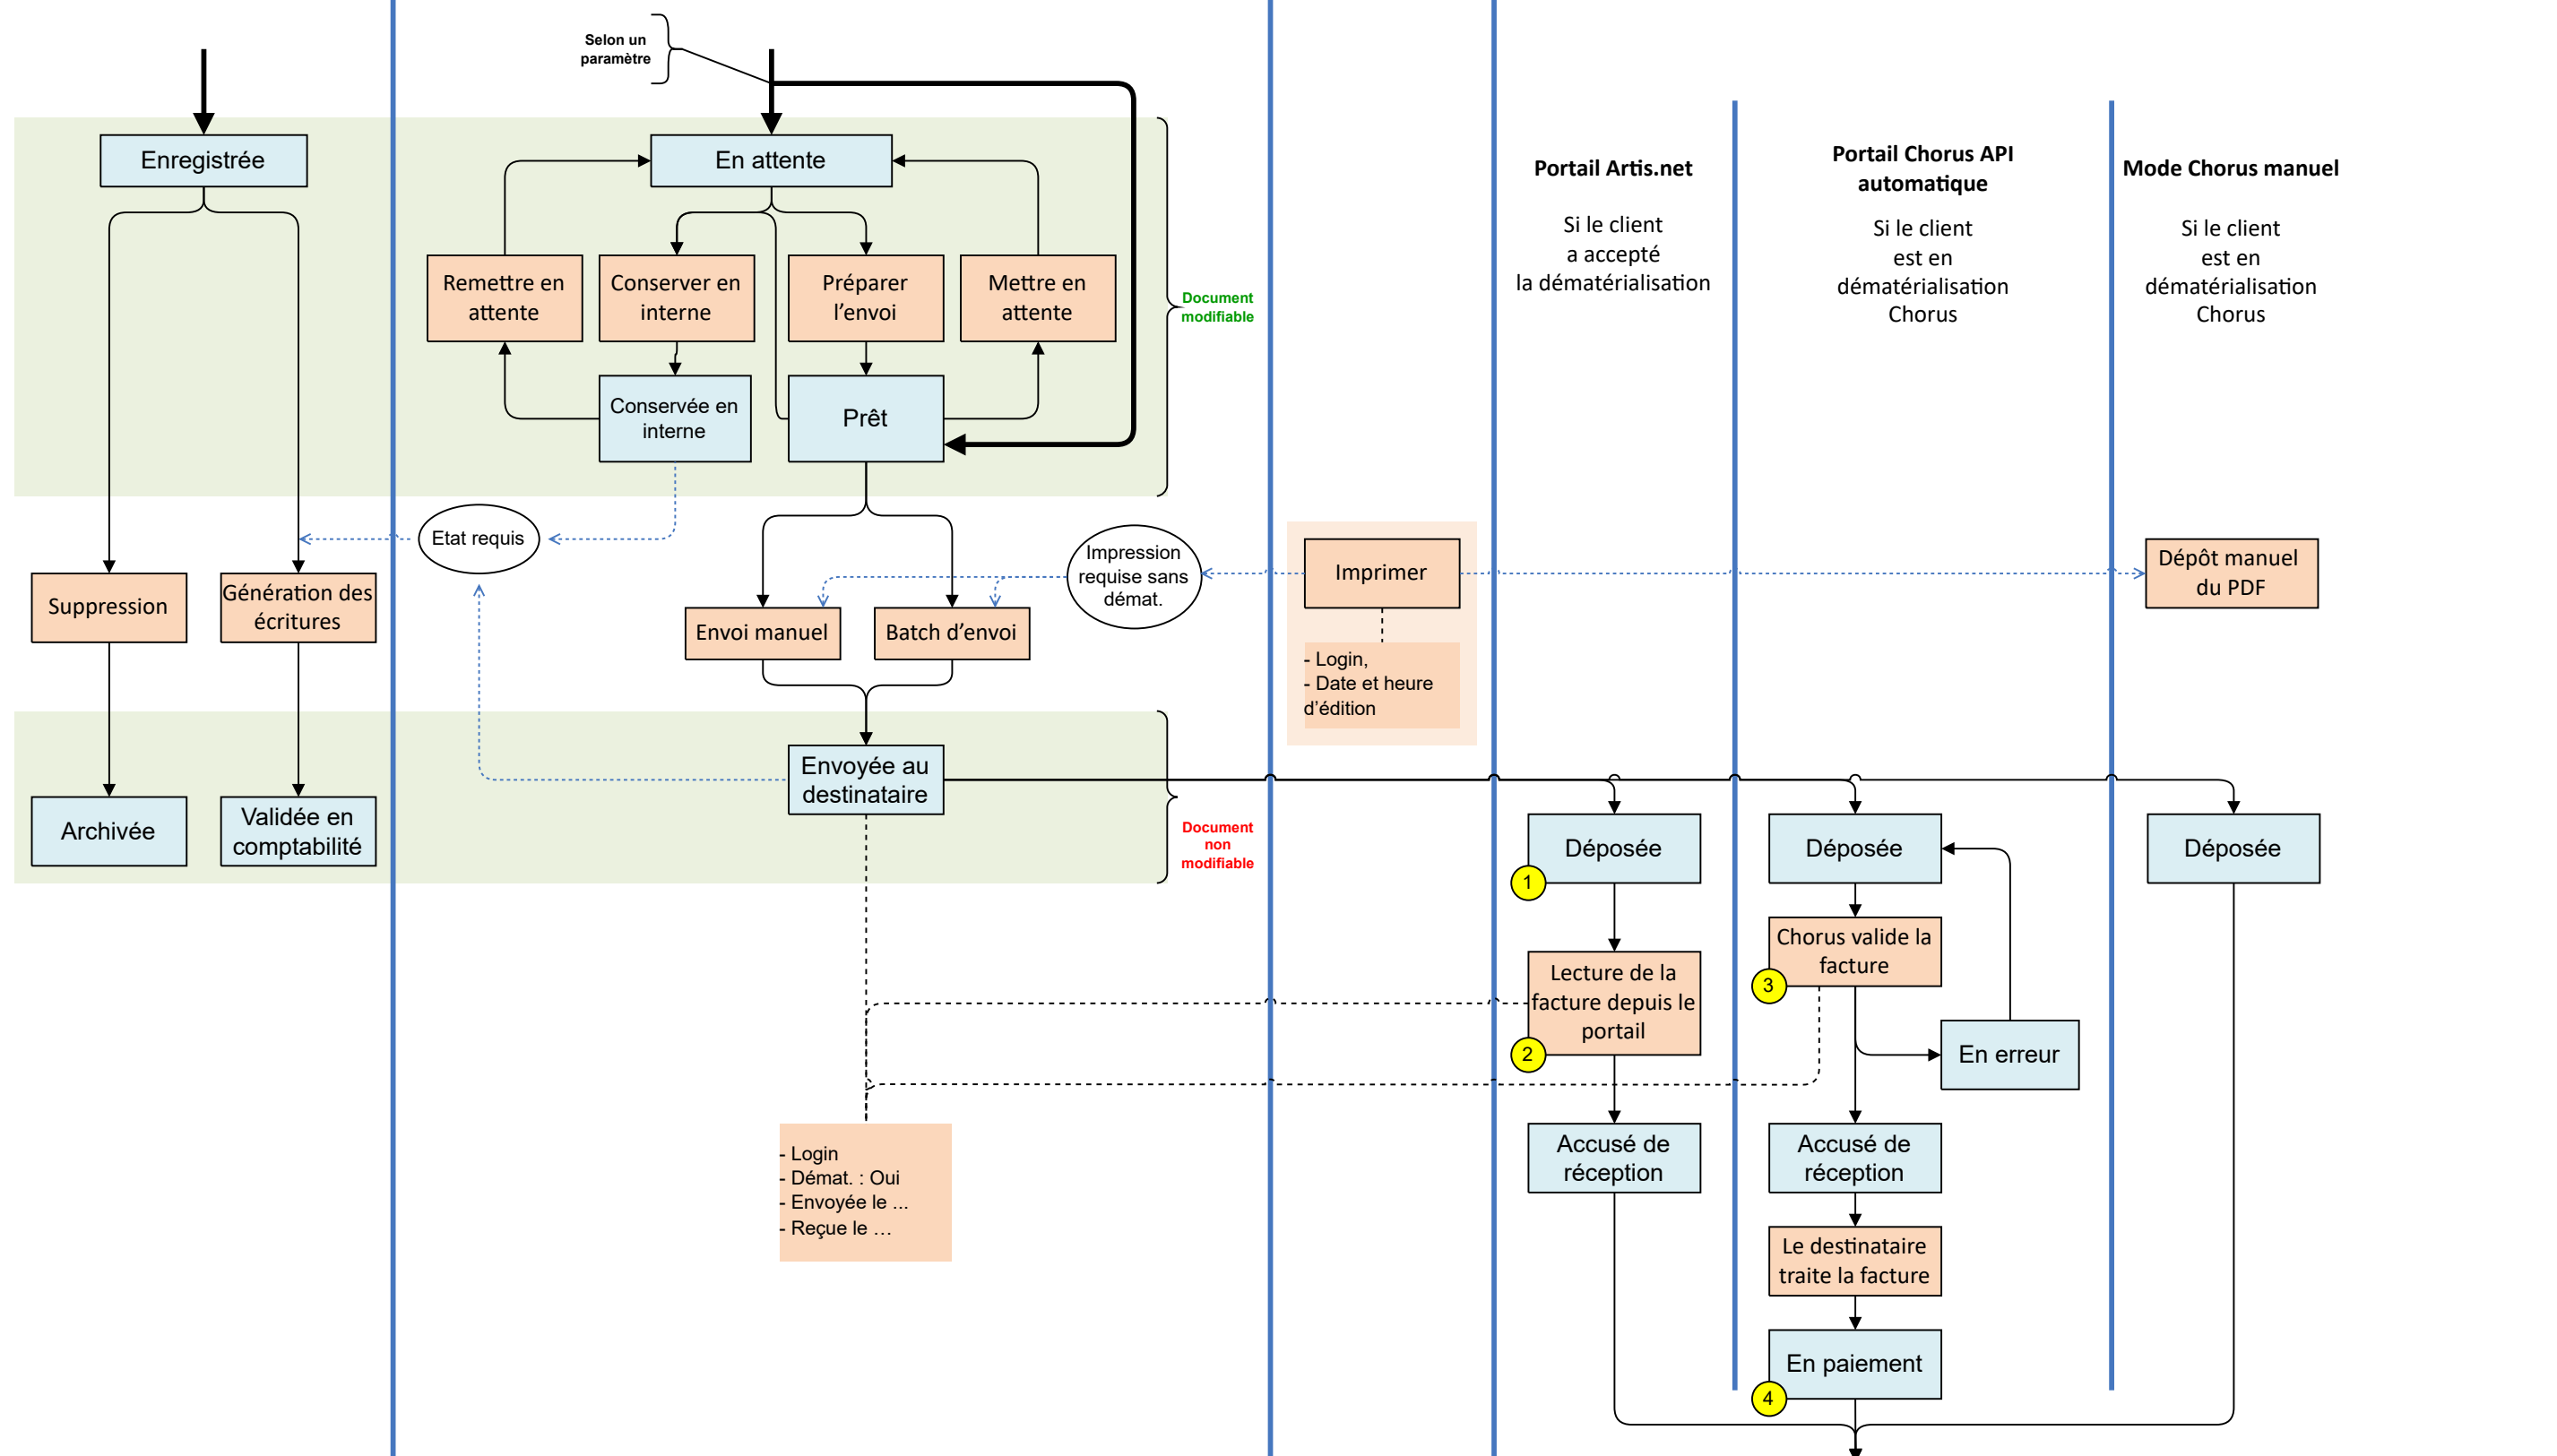 Selon un
paramètre
Enregistrée
En attente
Portail Artis.net
Si le client
a accepté
la dématérialisation
Portail Chorus API
automatique
Si le client
est en
dématérialisation
Chorus
Mode Chorus manuel
Si le client
est en
dématérialisation
Chorus
Remettre en
attente
Conserver en
interne
Préparer
l’envoi
Mettre en
attente
Document
modifiable
Conservée en
interne
Prêt
Etat requis
Impression
requise sans
démat.
Imprimer
Dépôt manuel
du PDF
Suppression
Génération des
écritures
Envoi manuel
Batch d’envoi
- Login,
- Date et heure
d’édition
Envoyée au
destinataire
Archivée
Validée en
comptabilité
Document
non
modifiable
Déposée
1
Déposée
Déposée
Chorus valide la
facture
3
Lecture de la
facture depuis le
portail
2
En erreur
- Login
- Démat. : Oui
- Envoyée le ...
- Reçue le …
Accusé de
réception
Accusé de
réception
Le destinataire
traite la facture
En paiement
4